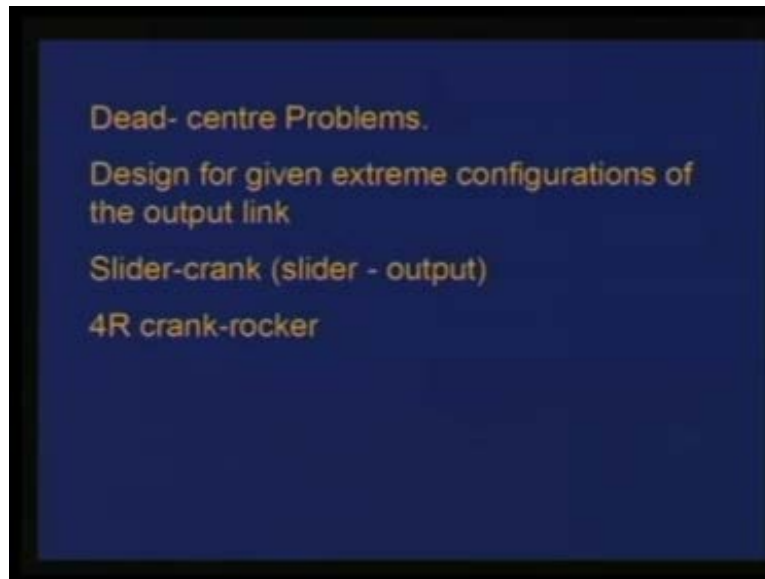 Dead- centre Problems.
Design for given extreme configurations of
the output link
Slider-crank (slider - output)
4R crank-rocker